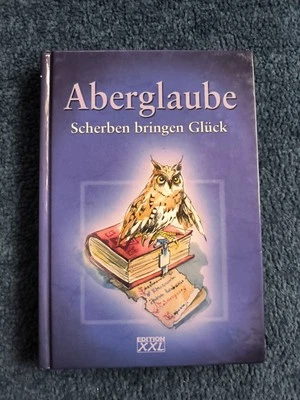 Aberglaube
Scherben bringen Glück
EDITION
XXL